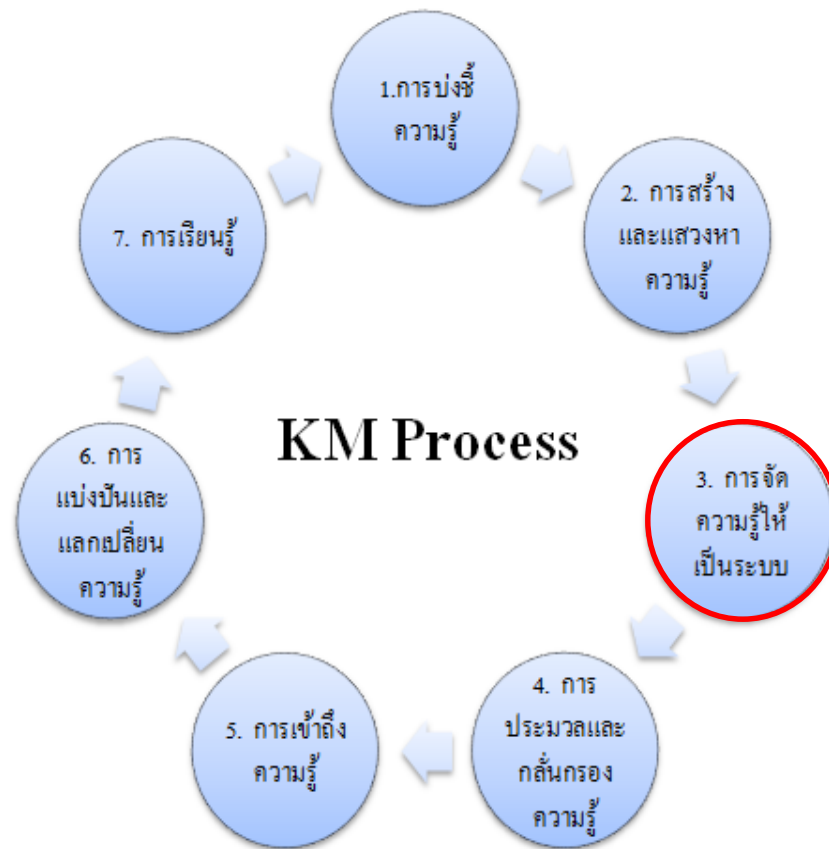 1.การบ่งชี้
ความรู้
2. การสร้าง
และแสวงหา
ความรู้
3. การจัด
ความรู้ให้
เป็นระบบ
4. การ
ประมวลและ
กลั่นกรอง
ความรู้
5. การเข้าถึง
ความรู้
6. การ
แบ่งปันและ
แลกเปลี่ยน
ความรู้
7. การเรียนรู้
KM Process